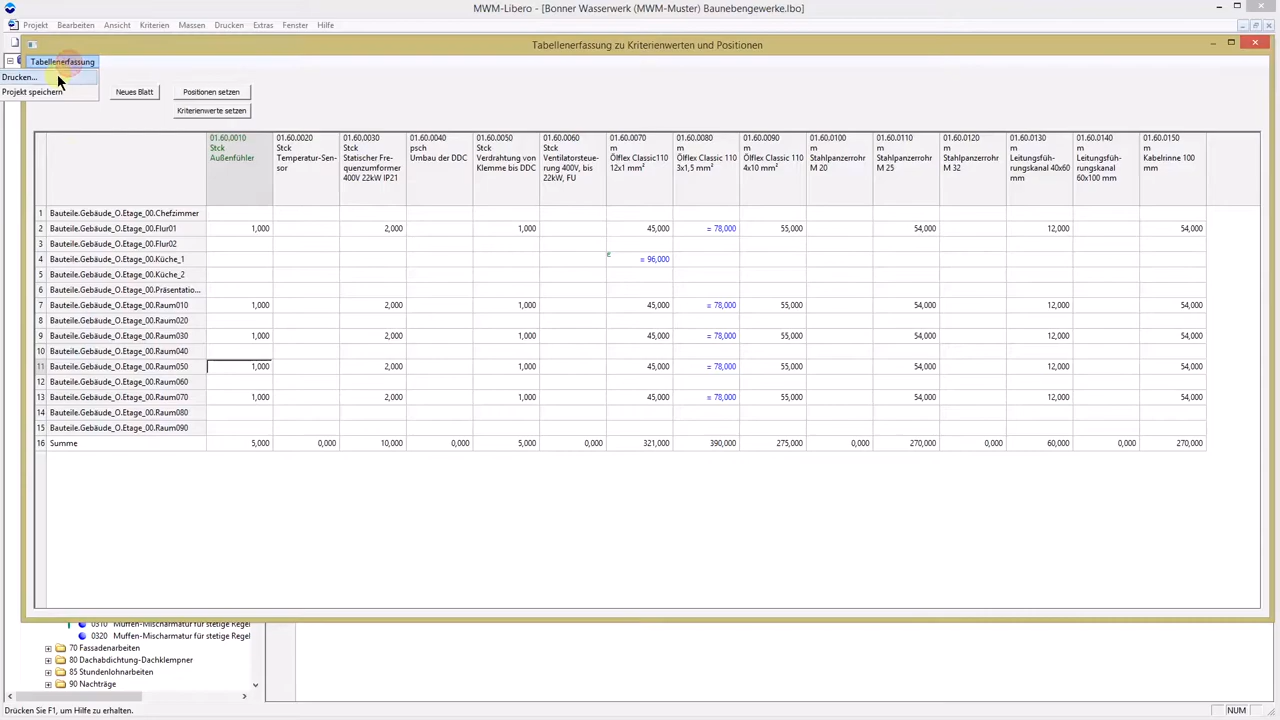 MWM-Libero - [Bonner Wasserwerk (MWM-Muster) Baunebengewerke.lbo]
Projekt Bearbeiten Ansicht Kriterien Massen Drucken Extras Fenster Hilfe
Tabellenerfassung zu Kriterienwerten und Positionen
Tabellenerfassung
Drucken...
Projekt speichern
Neues Blatt Positionen setzen
Kriterienwerte setzen
01.60.0010 01.60.0020 01.60.0030 01.60.0040 01.60.0050 01.60.0060 01.60.0070 01.60.0080 01.60.0090 01.60.0100 01.60.0110 01.60.0120 01.60.0130 01.60.0140 01.60.0150
Stck Stck Stck psch Stck Stck m m m m m m m m m
Außenfühler Temperatur-Sen- Statischer Fre- Umbau der DDC Verdrahtung von Ventilatorsteue- Ölflex Classic110 Ölflex Classic 110 Ölflex Classic 110 Stahlpanzerrohr Stahlpanzerrohr Stahlpanzerrohr Leitungsfüh- Leitungsfüh- Kabelrinne 100
sor quenzumformer Klemme bis DDC rung 400V, bis 12x1 mm² 3x1,5 mm² 4x10 mm² M 20 M 25 M 32 rungskanal 40x60 rungskanal mm
400V 22kW IP21 22kW, FU mm 60x100 mm
1 Bauteile.Gebäude_O.Etage_00.Chefzimmer
2 Bauteile.Gebäude_O.Etage_00.Flur01 1,000 2,000 1,000 45,000 = 78,000 55,000 54,000 12,000 54,000
3 Bauteile.Gebäude_O.Etage_00.Flur02
4 Bauteile.Gebäude_O.Etage_00.Küche_1 E = 96,000
5 Bauteile.Gebäude_O.Etage_00.Küche_2
6 Bauteile.Gebäude_O.Etage_00.Präsentatio...
7 Bauteile.Gebäude_O.Etage_00.Raum010 1,000 2,000 1,000 45,000 = 78,000 55,000 54,000 12,000 54,000
8 Bauteile.Gebäude_O.Etage_00.Raum020
9 Bauteile.Gebäude_O.Etage_00.Raum030 1,000 2,000 1,000 45,000 = 78,000 55,000 54,000 12,000 54,000
10 Bauteile.Gebäude_O.Etage_00.Raum040
11 Bauteile.Gebäude_O.Etage_00.Raum050 1,000 2,000 1,000 45,000 = 78,000 55,000 54,000 12,000 54,000
12 Bauteile.Gebäude_O.Etage_00.Raum060
13 Bauteile.Gebäude_O.Etage_00.Raum070 1,000 2,000 1,000 45,000 = 78,000 55,000 54,000 12,000 54,000
14 Bauteile.Gebäude_O.Etage_00.Raum080
15 Bauteile.Gebäude_O.Etage_00.Raum090
16 Summe 5,000 0,000 10,000 0,000 5,000 0,000 321,000 390,000 275,000 0,000 270,000 0,000 60,000 0,000 270,000
0310 Muffen-Mischarmatur für stetige Regel
0320 Muffen-Mischarmatur für stetige Regel
70 Fassadenarbeiten
80 Dachabdichtung-Dachklempner
85 Stundenlohnarbeiten
90 Nachträge
Drücken Sie F1, um Hilfe zu erhalten. NUM